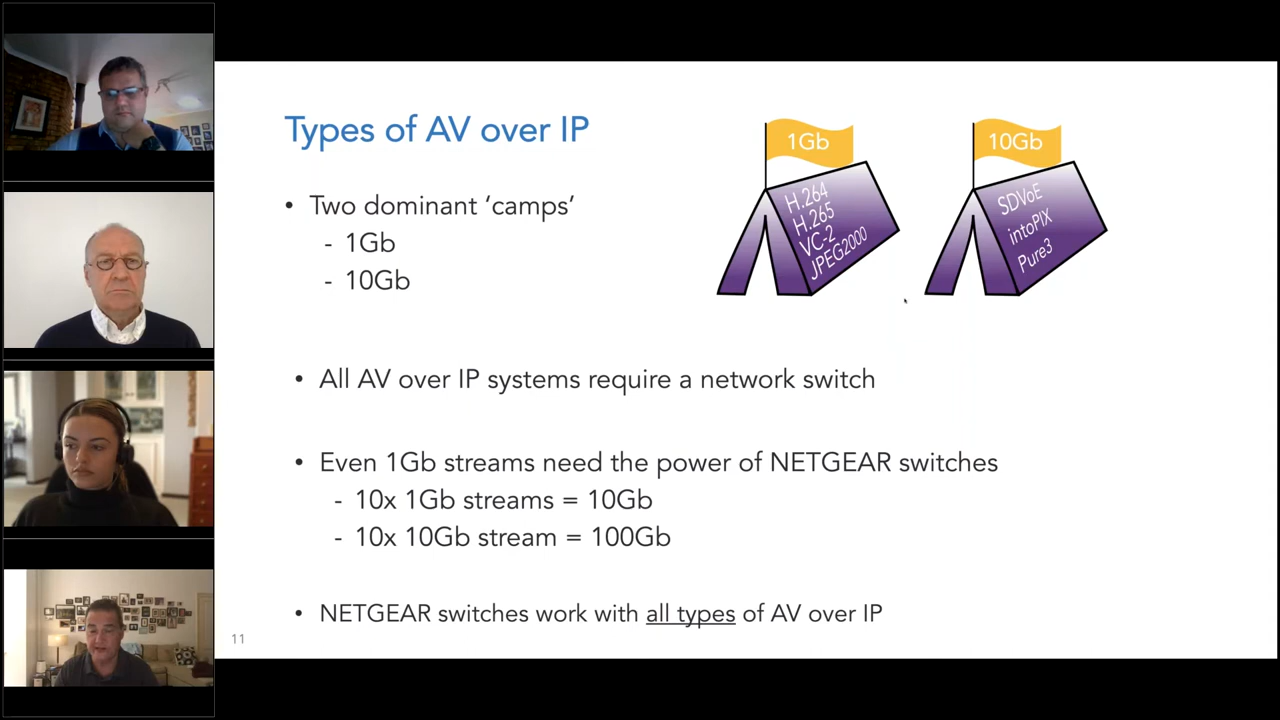 Types of AV over IP
• Two dominant ‘camps’
- 1Gb
- 10Gb
1Gb
H.264
H.265
VC-2
JPEG2000
10Gb
SDVoE
intoPIX
Pure3
• All AV over IP systems require a network switch
• Even 1Gb streams need the power of NETGEAR switches
- 10x 1Gb streams = 10Gb
- 10x 10Gb stream = 100Gb
• NETGEAR switches work with all types of AV over IP
11